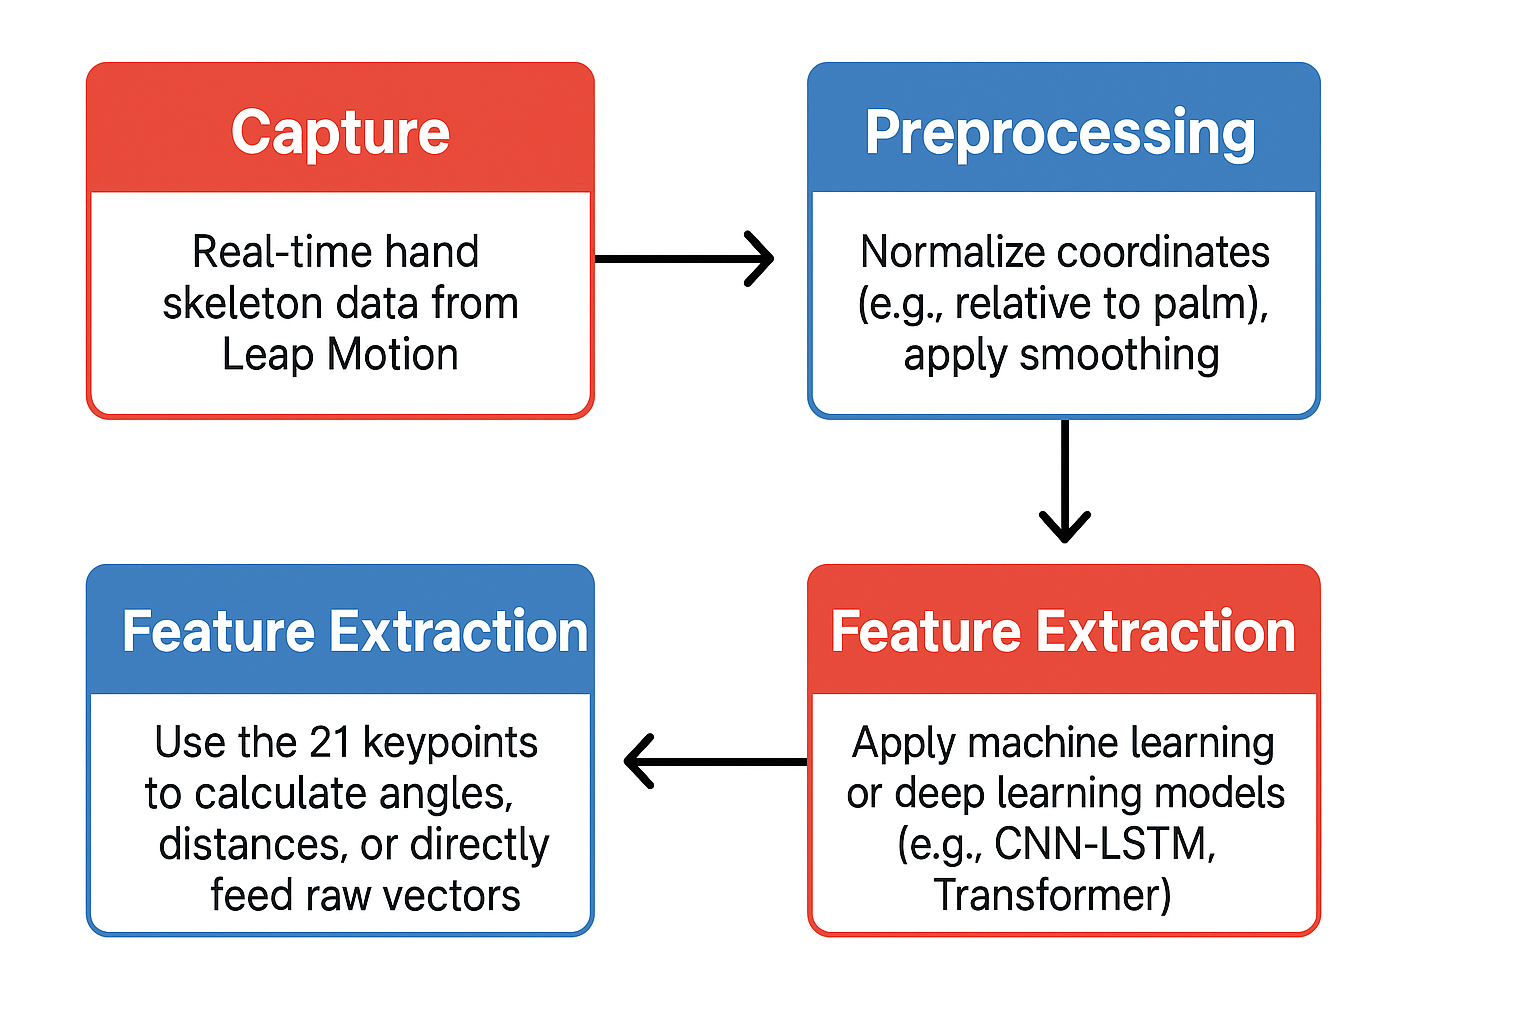 Capture
Real-time hand
skeleton data from
Leap Motion
Preprocessing
Normalize coordinates
(e.g., relative to palm),
apply smoothing
Feature Extraction
Apply machine learning
or deep learning models
(e.g., CNN-LSTM,
Transformer)
Feature Extraction
Use the 21 keypoints
to calculate angles,
distances, or directly
feed raw vectors